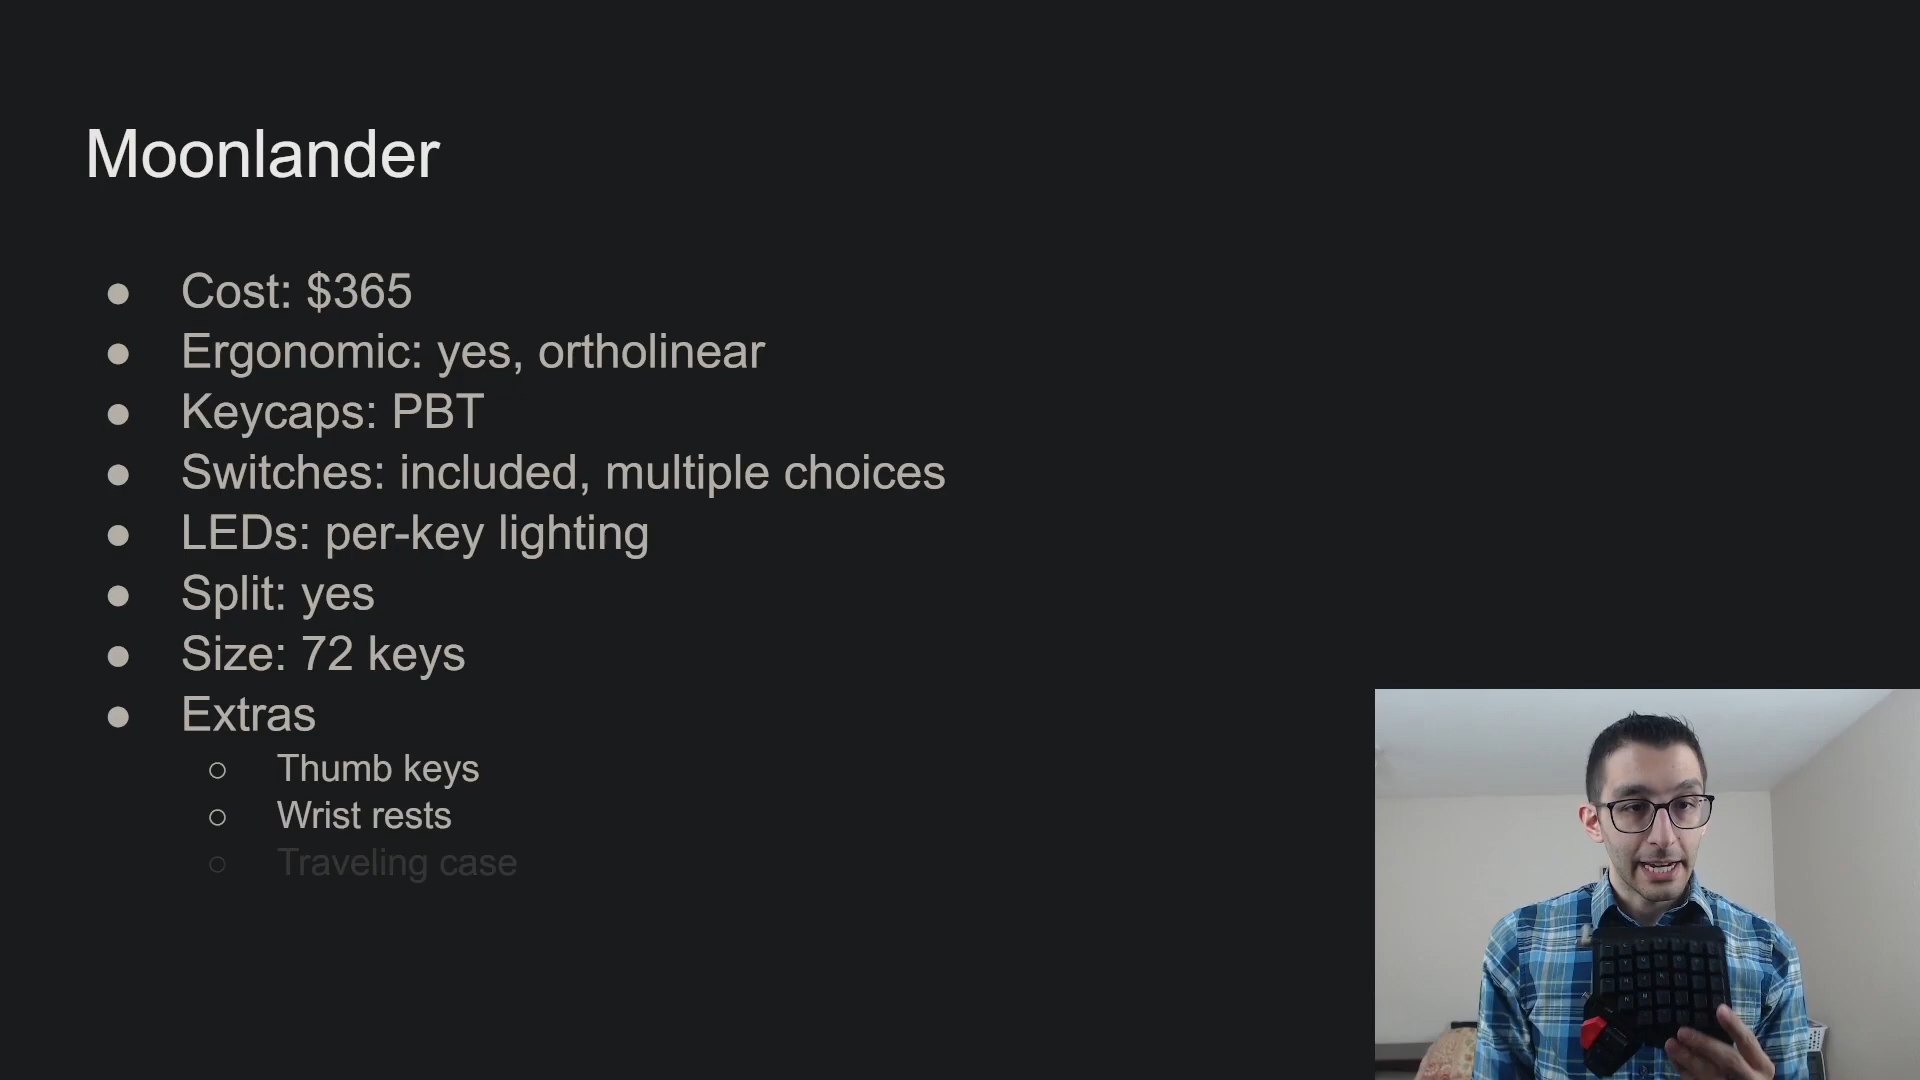 Moonlander
● Cost: $365
● Ergonomic: yes, ortholinear
● Keycaps: PBT
● Switches: included, multiple choices
● LEDs: per-key lighting
● Split: yes
● Size: 72 keys
● Extras
○ Thumb keys
○ Wrist rests
○ Traveling case